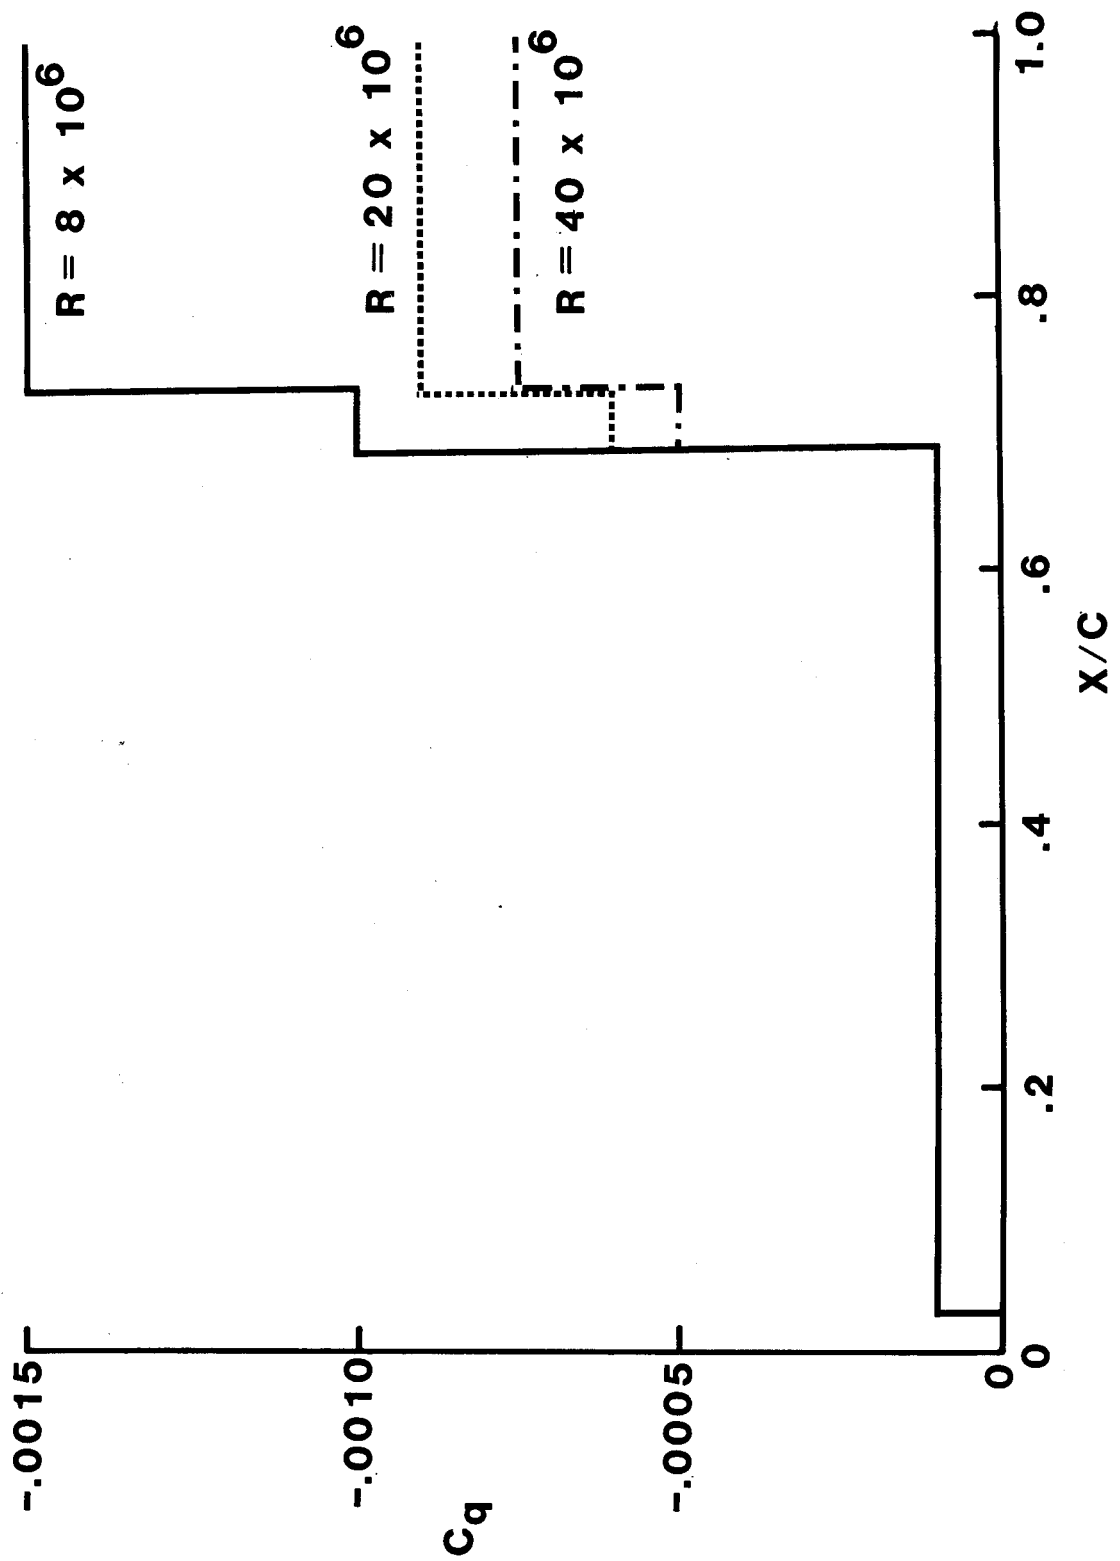 -.0015
-.0010
Cq
-.0005
0
R = 8 x 10^6
R = 20 x 10^6
R = 40 x 10^6
0
.2
.4
.6
.8
1.0
X/C